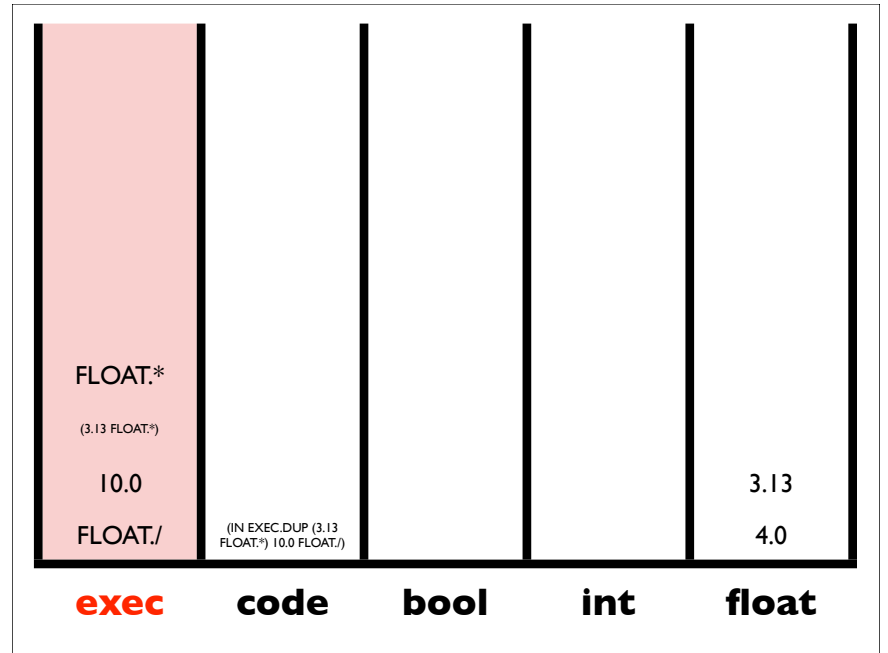 FLOAT.*
(3.13 FLOAT.*)
10.0
3.13
FLOAT./
(IN EXEC.DUP (3.13
FLOAT.*) 10.0 FLOAT./)
4.0
exec code bool int float